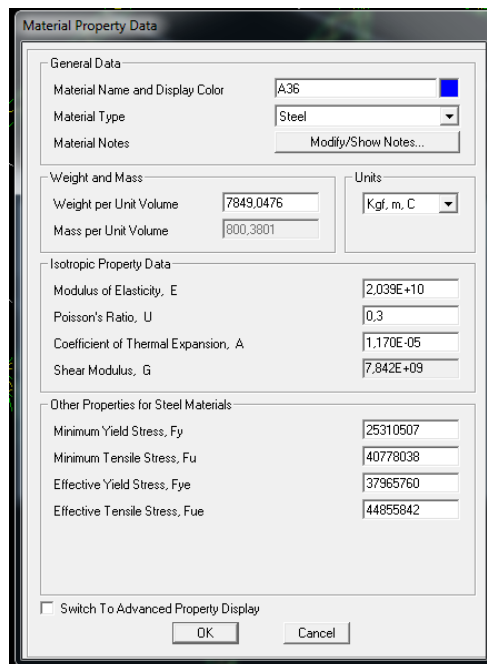 Material Property Data
General Data
Material Name and Display Color A36
Material Type Steel
Material Notes Modify/Show Notes...
Weight and Mass
Weight per Unit Volume 7849,0476
Mass per Unit Volume 800,3801
Units
Kgf, m, C
Isotropic Property Data
Modulus of Elasticity, E 2,039E+10
Poisson's Ratio, U 0,3
Coefficient of Thermal Expansion, A 1,170E-05
Shear Modulus, G 7,842E+09
Other Properties for Steel Materials
Minimum Yield Stress, Fy 25310507
Minimum Tensile Stress, Fu 40778038
Effective Yield Stress, Fye 37965760
Effective Tensile Stress, Fue 44855842
Switch To Advanced Property Display
OK Cancel